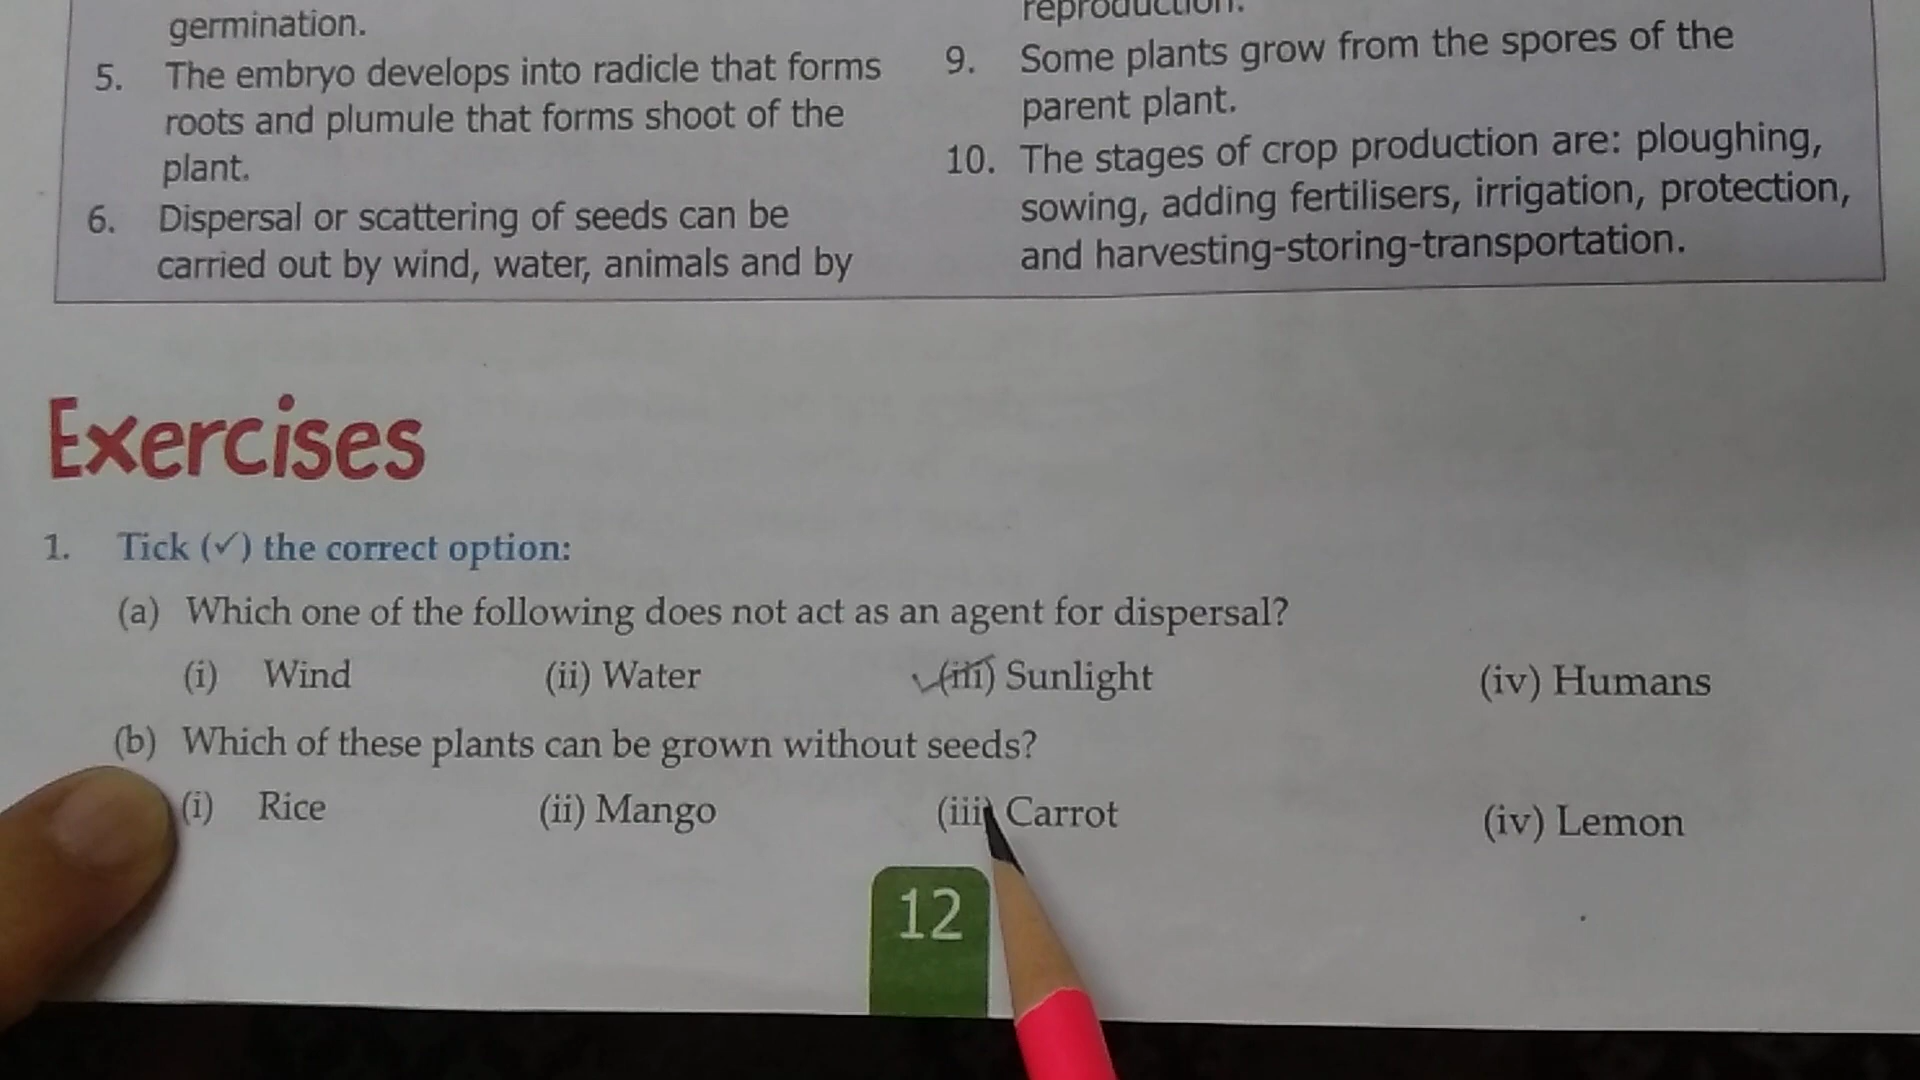 germination.
5. The embryo develops into radicle that forms
roots and plumule that forms shoot of the
plant.
6. Dispersal or scattering of seeds can be
carried out by wind, water, animals and by
reproduction.
9. Some plants grow from the spores of the
parent plant.
10. The stages of crop production are: ploughing,
sowing, adding fertilisers, irrigation, protection,
and harvesting-storing-transportation.
Exercises
1. Tick (✓) the correct option:
(a) Which one of the following does not act as an agent for dispersal?
(i) Wind (ii) Water ✓(iii) Sunlight (iv) Humans
(b) Which of these plants can be grown without seeds?
(i) Rice (ii) Mango (iii) Carrot (iv) Lemon
12